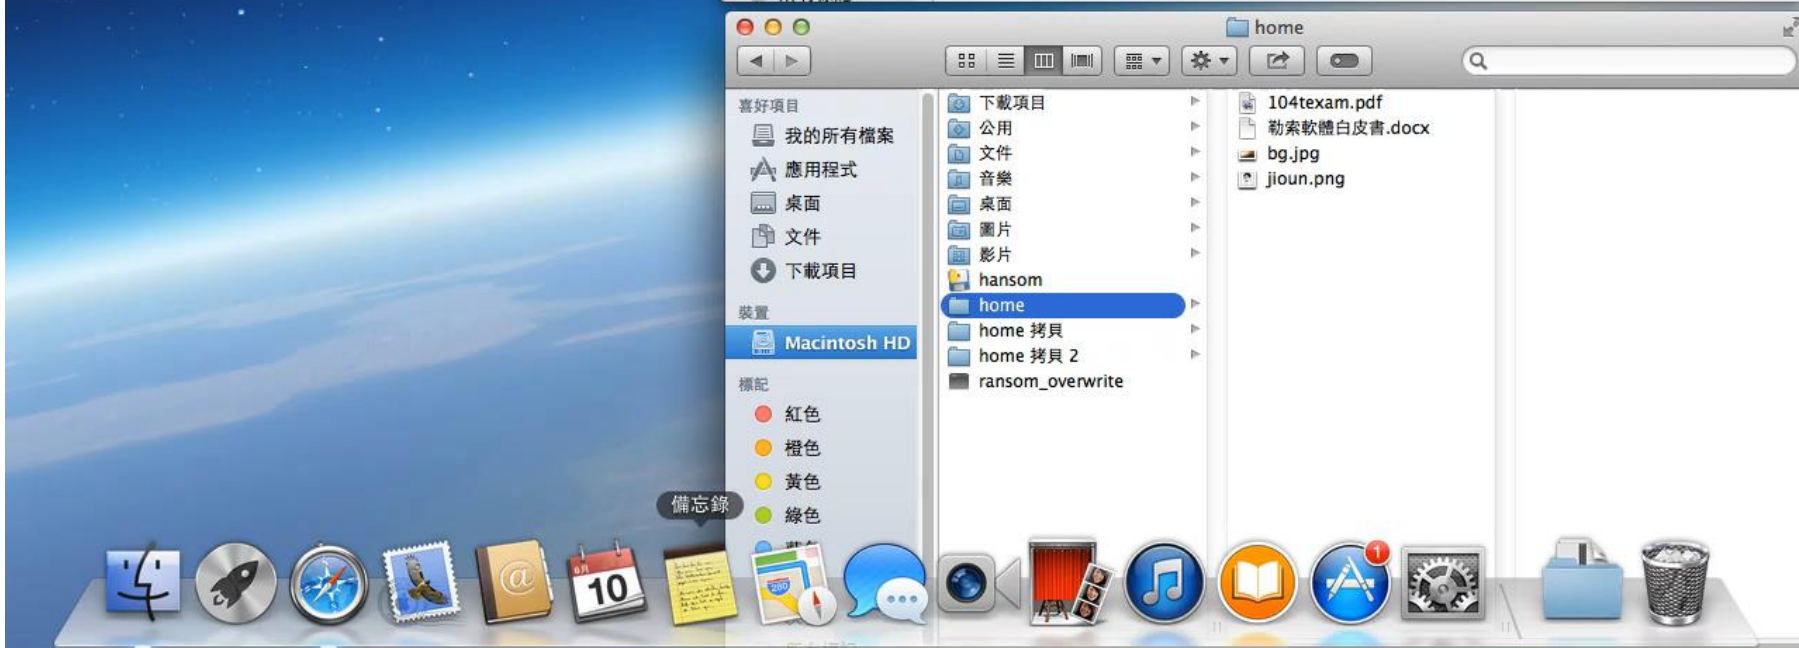 home
喜好項目
我的所有檔案
應用程式
桌面
文件
下載項目
裝置
Macintosh HD
標記
紅色
橙色
黃色
綠色
下載項目
公用
文件
音樂
桌面
圖片
影片
hansom
home
home 拷貝
home 拷貝 2
ransom_overwrite
104texam.pdf
勒索軟體白皮書.docx
bg.jpg
jioun.png
備忘錄
@
6月
10
280
1